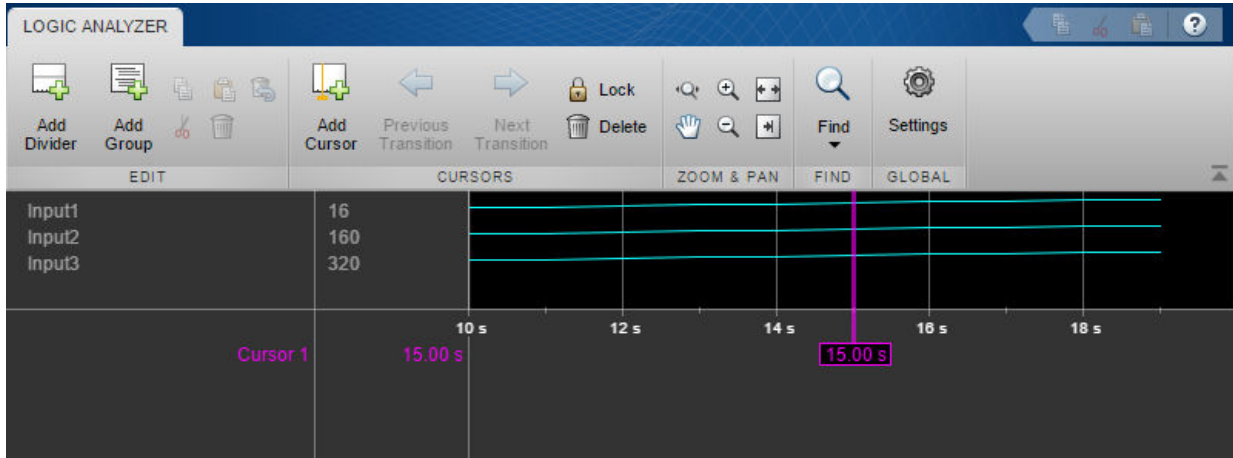 LOGIC ANALYZER
?
Add Divider
Add Group
Add Cursor
Previous Transition
Next Transition
Lock
Delete
Find
Settings
EDIT
CURSORS
ZOOM & PAN
FIND
GLOBAL
Input1 16
Input2 160
Input3 320
10 s 12 s 14 s 16 s 18 s
Cursor 1 15.00 s 15.00 s